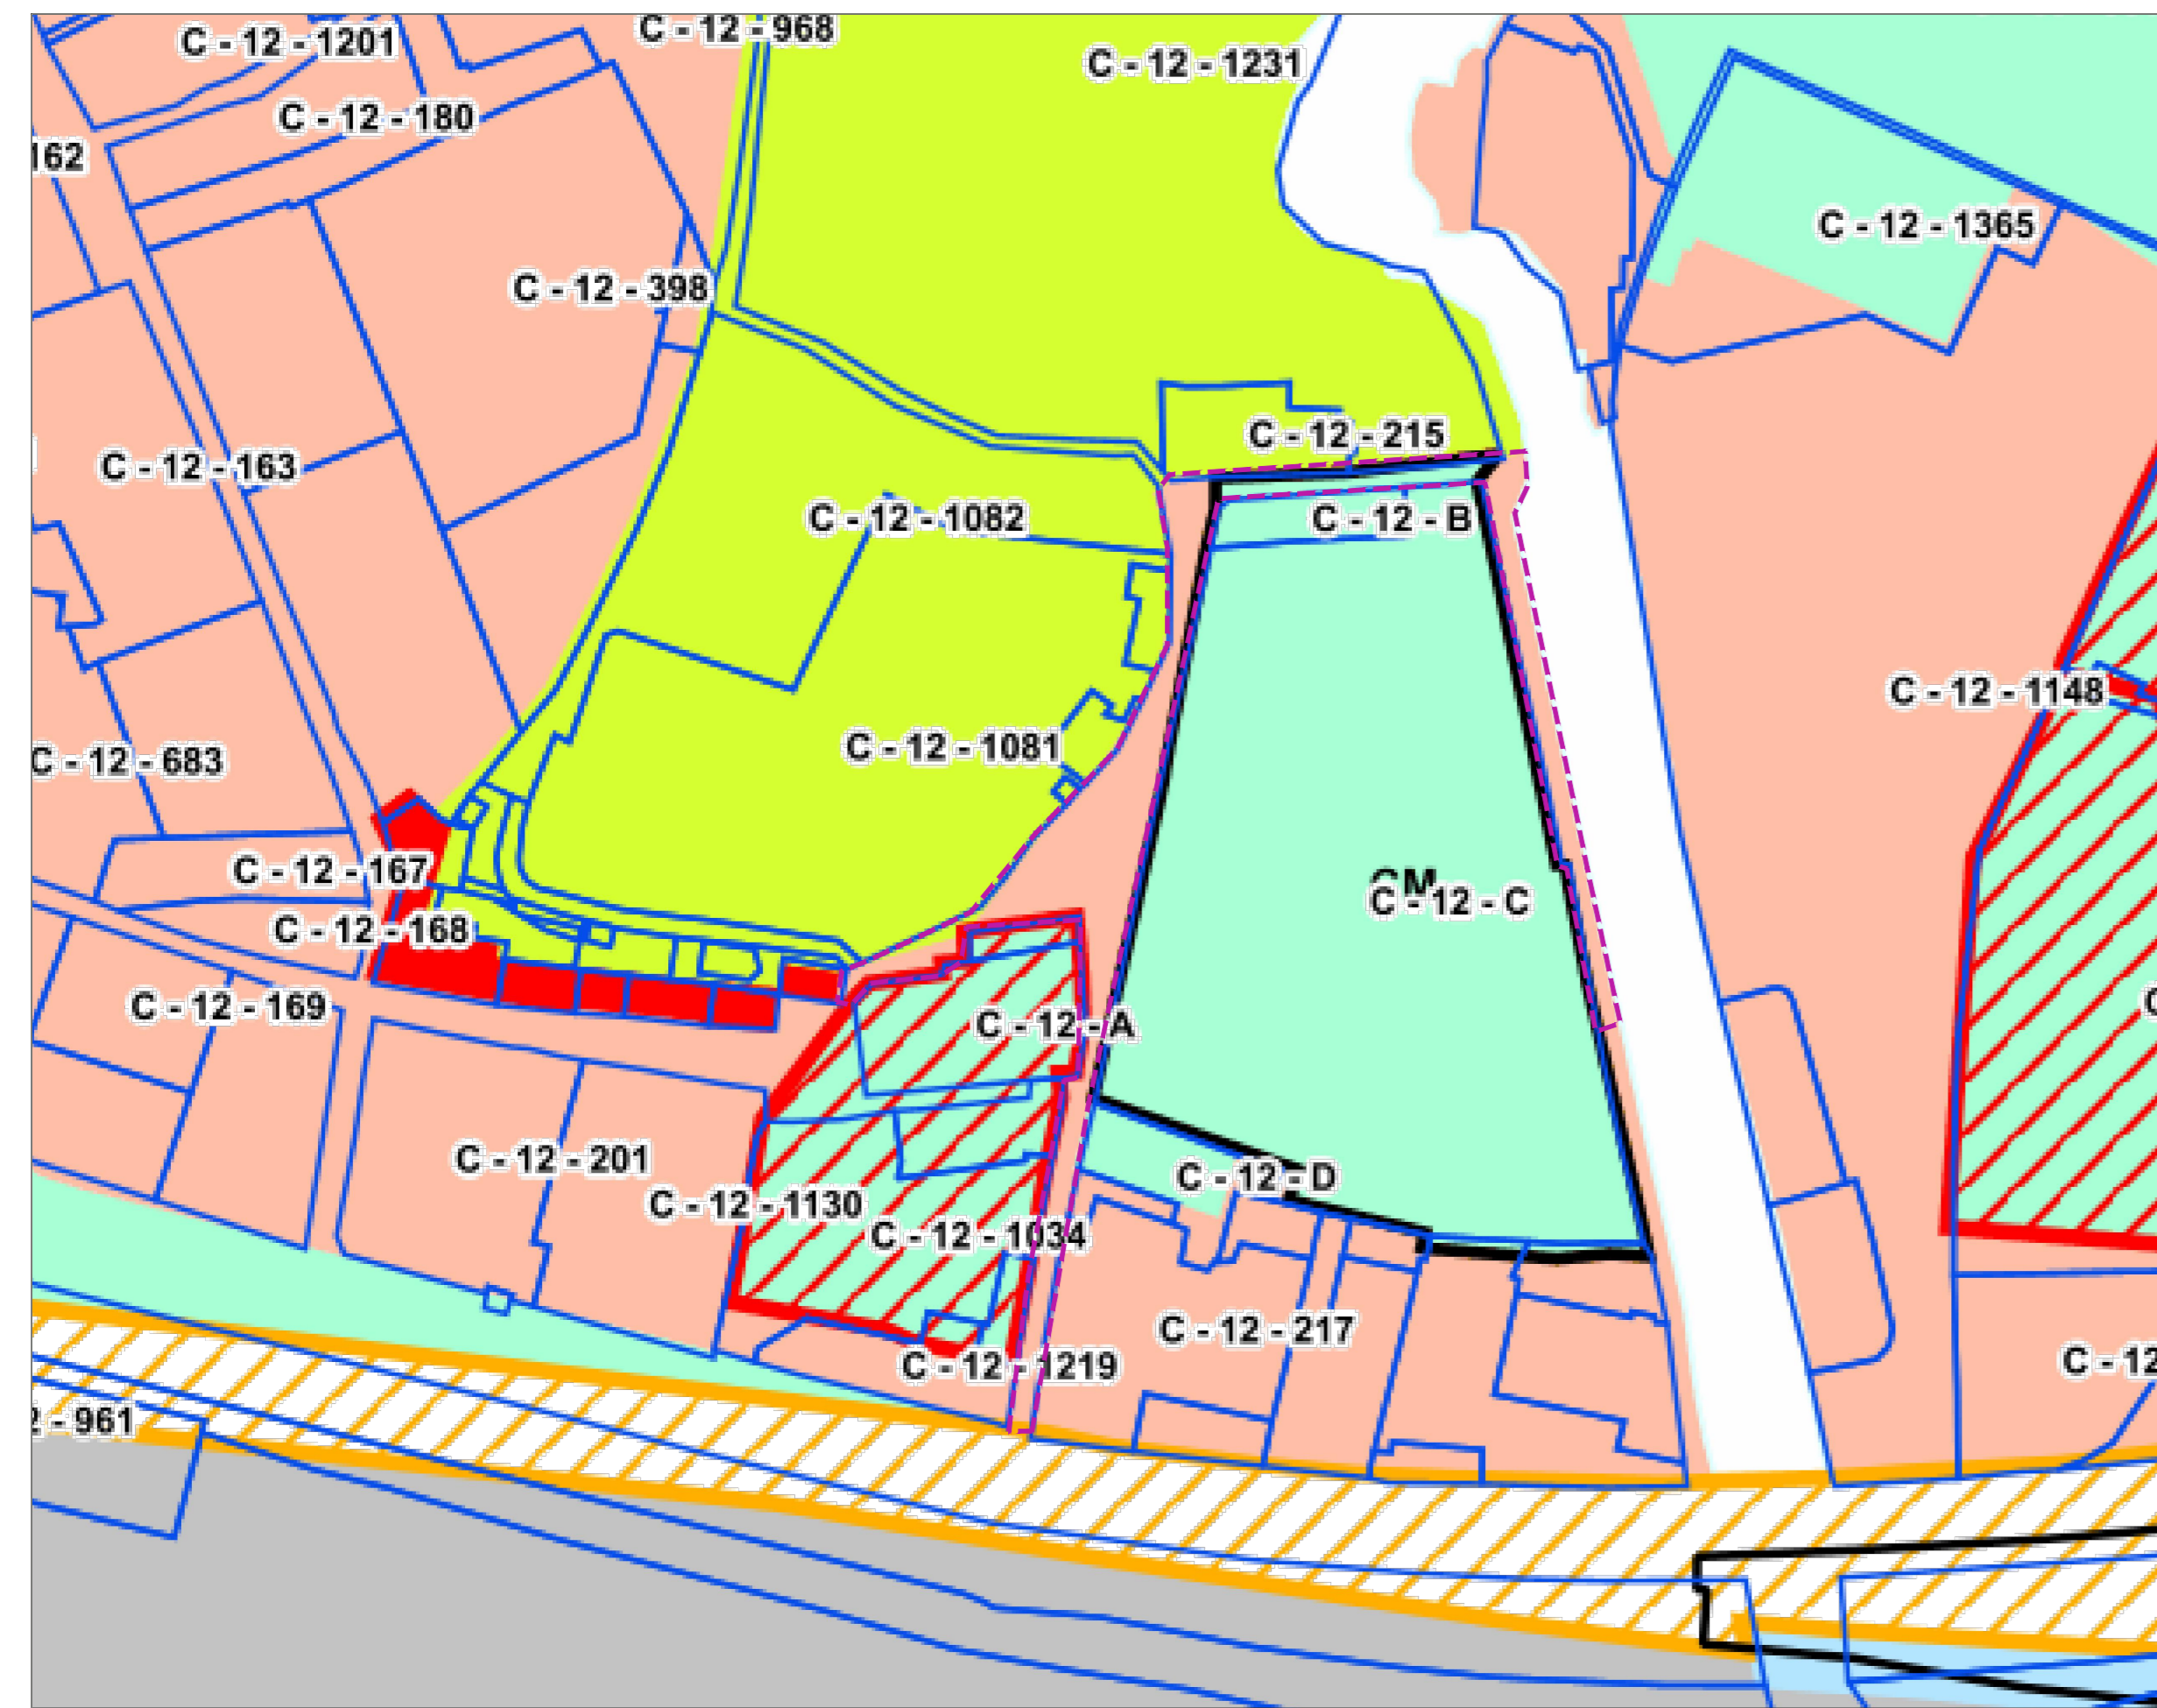 C - 12 - 968
C - 12 - 1201
C - 12 - 1231
C - 12 - 180
162
C - 12 - 1365
C - 12 - 398
C - 12 - 215
C - 12 - 163
C - 12 - 1082
C - 12 - B
C - 12 - 1148
C - 12 - 1081
C - 12 - 683
C - 12 - 167
C - 12 - C
C - 12 - 168
C - 12 - 169
C - 12 - A
C - 12 - 201
C - 12 - D
C - 12 - 1130
C - 12 - 1034
C - 12 - 217
C - 12 - 1219
C - 12
2 - 961